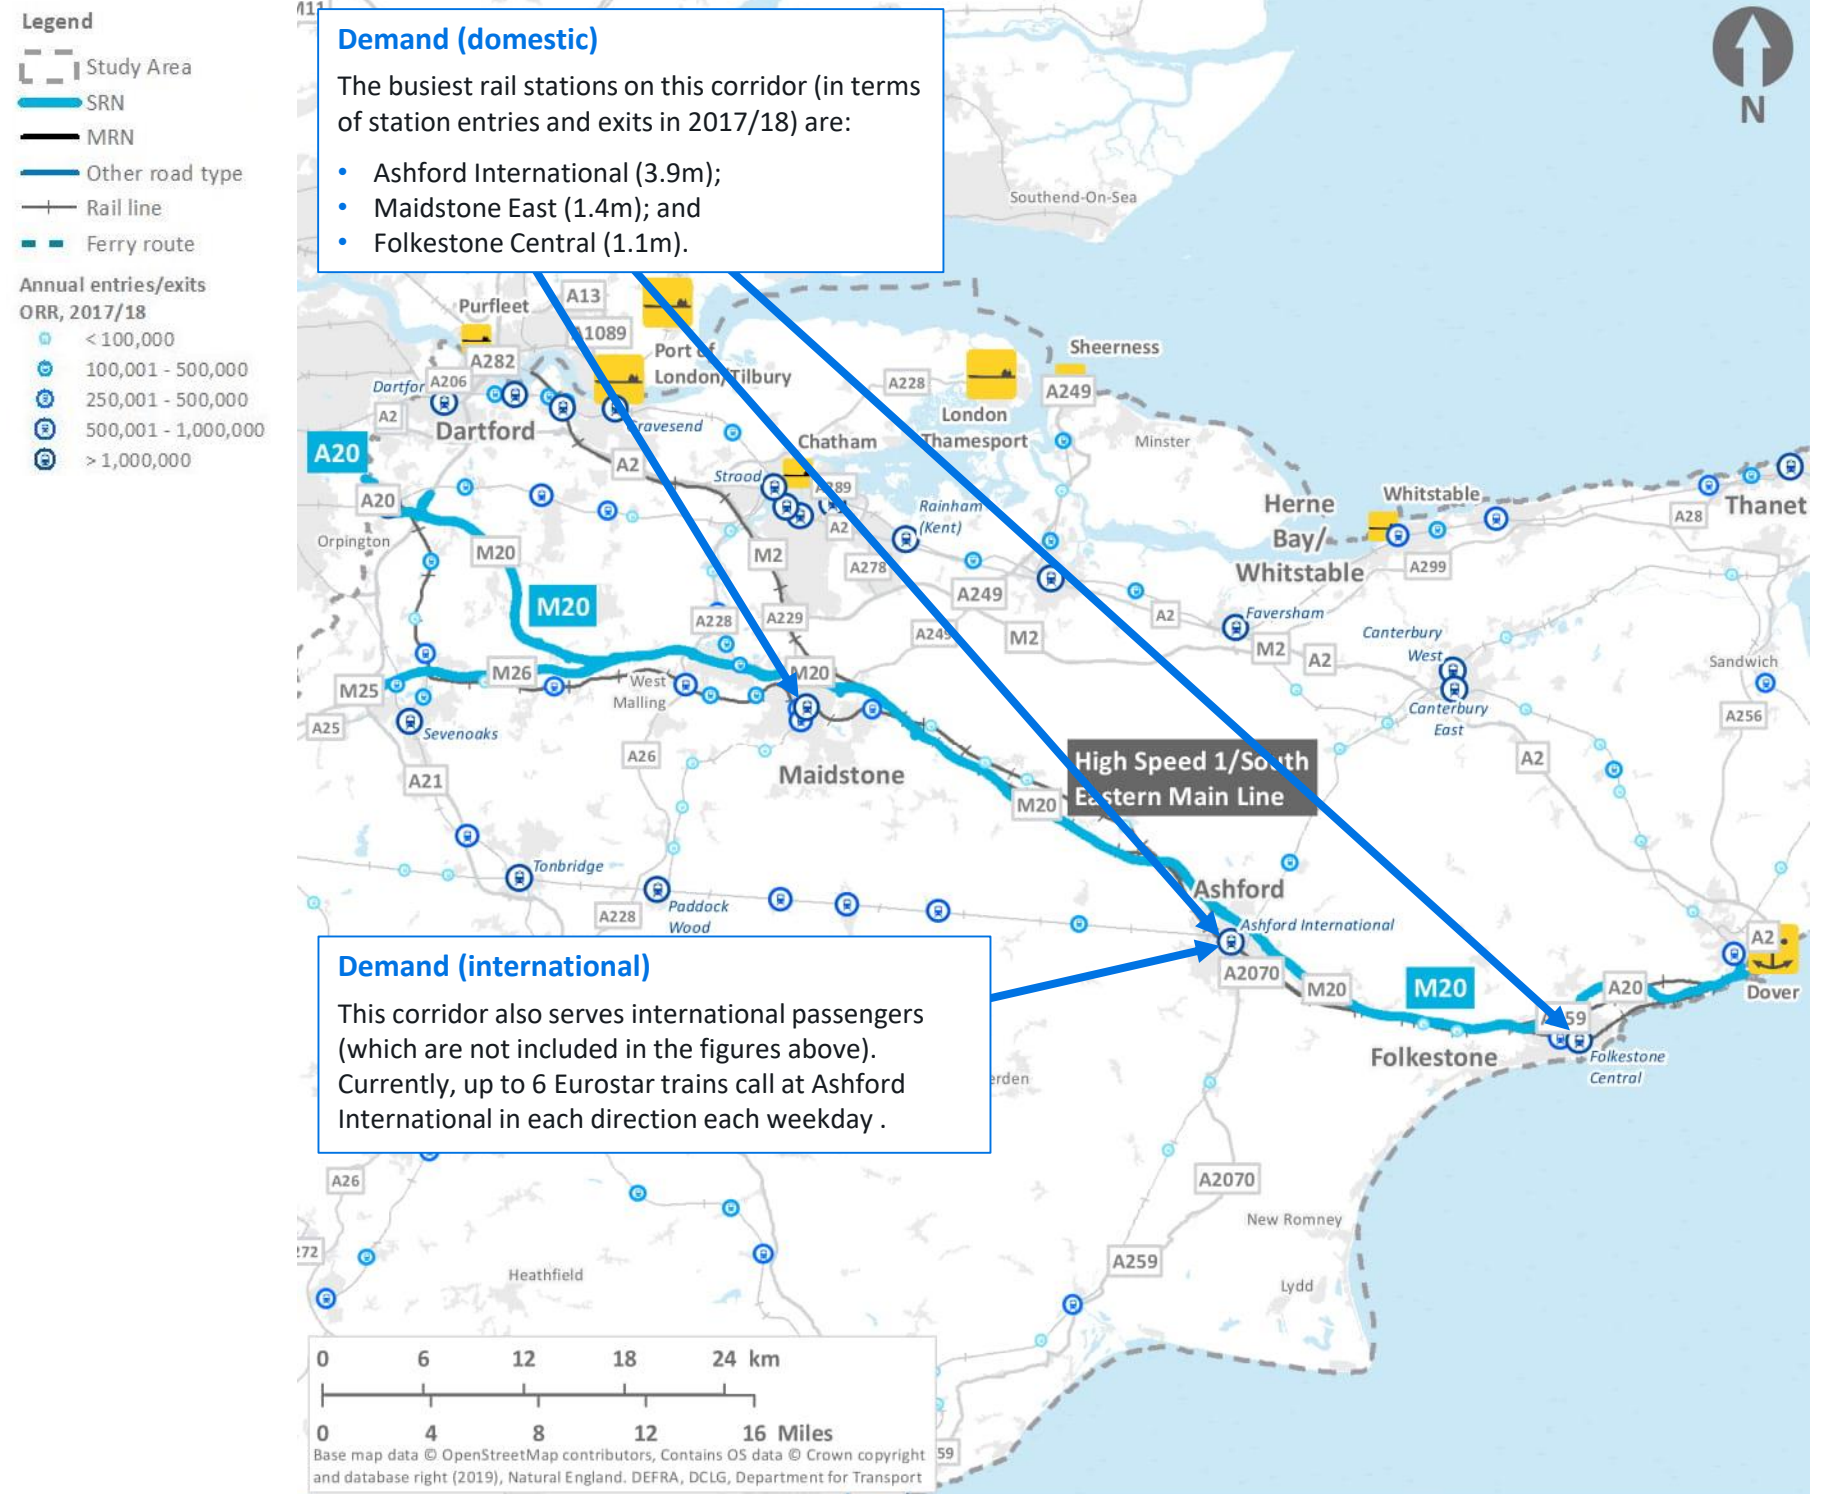 Legend
Study Area
SRN
MRN
Other road type
Rail line
Ferry route
Annual entries/exits
ORR, 2017/18
< 100,000
100,001 - 500,000
250,001 - 500,000
500,001 - 1,000,000
> 1,000,000
Demand (domestic)
The busiest rail stations on this corridor (in terms
of station entries and exits in 2017/18) are:
• Ashford International (3.9m);
• Maidstone East (1.4m); and
• Folkestone Central (1.1m).
N
Southend-On-Sea
Purfleet
A13
A1089
A282
Port of
London/Tilbury
Sheerness
A206
A2
A228
A249
London
Thamesport
Dartford
Chatham
Minster
A20
A2
Strood
Rainham
(Kent)
A2
A20
Orpington
M20
M2
A278
A249
Herne
Bay/
Whitstable
Whitstable
A299
A28
Thanet
M20
A228
A229
M2
A2
Faversham
M2
A2
Canterbury
West
Canterbury
East
Sandwich
A256
M25
M26
West
Malling
M20
A25
Sevenoaks
A26
A21
Maidstone
High Speed 1/South
Eastern Main Line
M20
A2
Tonbridge
Paddock
Wood
A228
Ashford
Ashford International
A2070
M20
M20
A20
A2
Dover
Folkestone
Folkestone
Central
Demand (international)
This corridor also serves international passengers
(which are not included in the figures above).
Currently, up to 6 Eurostar trains call at Ashford
International in each direction each weekday .
A26
A2070
New Romney
A259
Lydd
Heathfield
0 6 12 18 24 km
0 4 8 12 16 Miles
Base map data © OpenStreetMap contributors, Contains OS data © Crown copyright
and database right (2019), Natural England. DEFRA, DCLG, Department for Transport